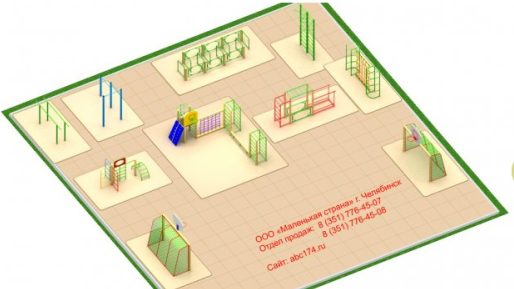 ООО «Маленькая страна» г. Челябинск
Отдел продаж: 8 (351) 776-45-07
8 (351) 776-45-08
Сайт: abc174.ru